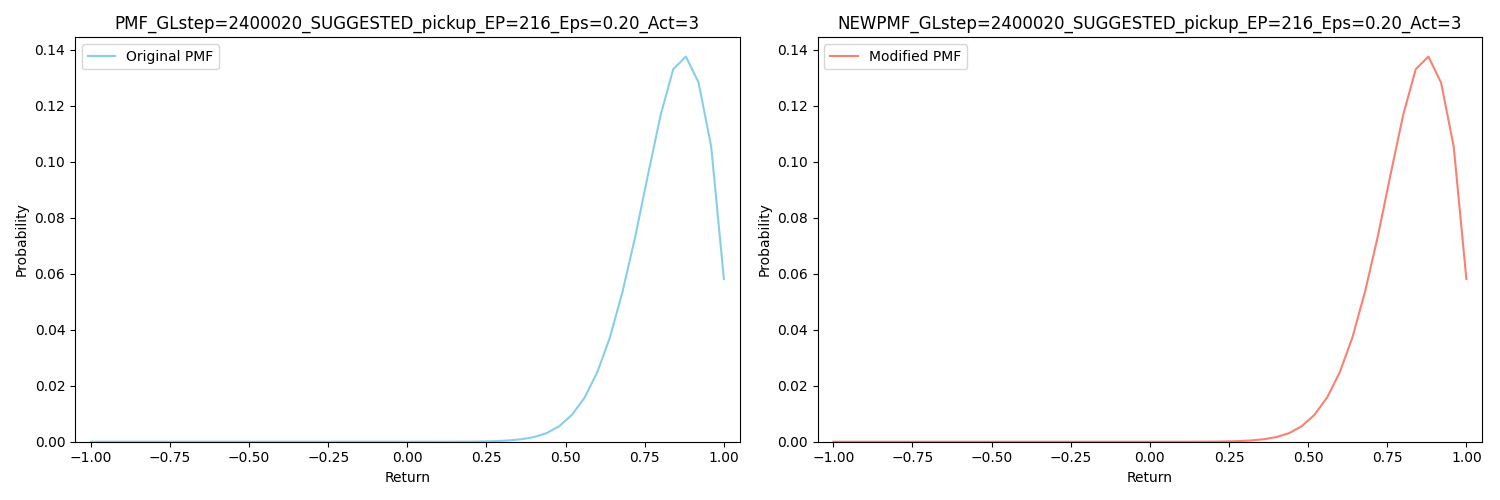 PMF_GLstep=2400020_SUGGESTED_pickup_EP=216_Eps=0.20_Act=3
Original PMF
Probability
0.14
0.12
0.10
0.08
0.06
0.04
0.02
0.00
−1.00 −0.75 −0.50 −0.25 0.00 0.25 0.50 0.75 1.00
Return
NEWPMF_GLstep=2400020_SUGGESTED_pickup_EP=216_Eps=0.20_Act=3
Modified PMF
Probability
0.14
0.12
0.10
0.08
0.06
0.04
0.02
0.00
−1.00 −0.75 −0.50 −0.25 0.00 0.25 0.50 0.75 1.00
Return